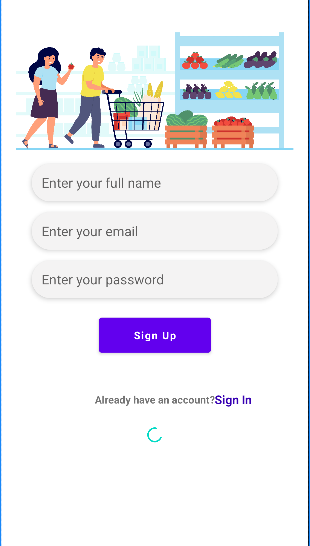 Enter your full name
Enter your email
Enter your password
Sign Up
Already have an account?Sign In